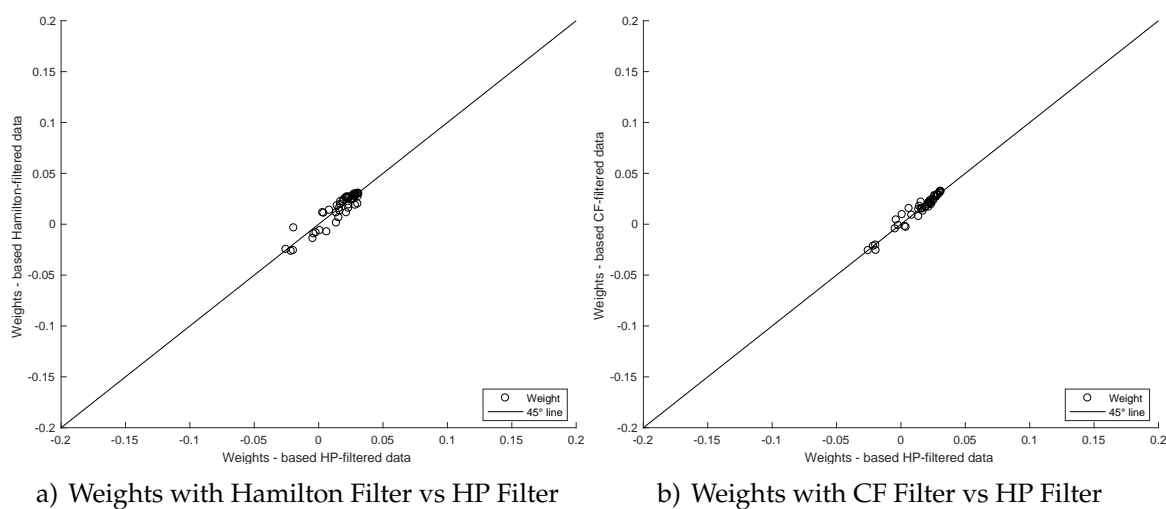 0.2
0.15
0.1
0.05
0
-0.05
-0.1
-0.15
-0.2
Weights - based Hamilton-filtered data
-0.2 -0.15 -0.1 -0.05 0 0.05 0.1 0.15 0.2
Weights - based HP-filtered data
Weight
45° line
a) Weights with Hamilton Filter vs HP Filter
0.2
0.15
0.1
0.05
0
-0.05
-0.1
-0.15
-0.2
Weights - based CF-filtered data
-0.2 -0.15 -0.1 -0.05 0 0.05 0.1 0.15 0.2
Weights - based HP-filtered data
Weight
45° line
b) Weights with CF Filter vs HP Filter